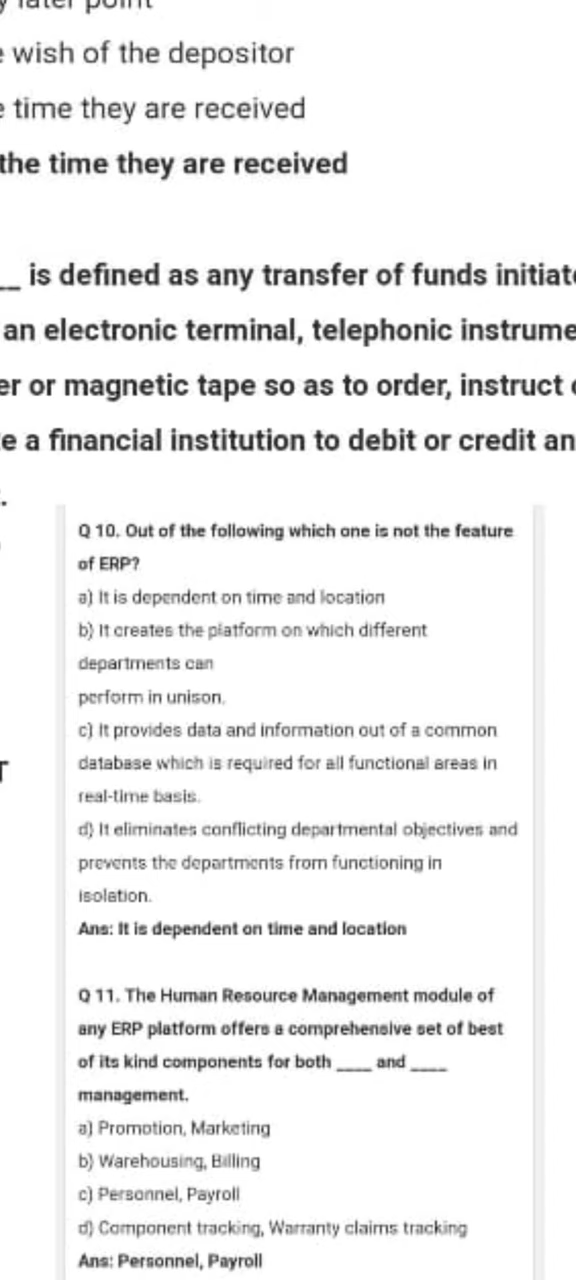 later point
wish of the depositor
time they are received
the time they are received
__ is defined as any transfer of funds
an electronic terminal, telephonic
er or magnetic tape so as to order, instruct
e a financial institution to debit or credit an
.
Q 10. Out of the following which one is not the feature
of ERP?
a) It is dependent on time and location
b) It creates the platform on which different
departments can
perform in unison.
c) It provides data and information out of a common
T
database which is required for all functional areas in
real-time basis.
d) It eliminates conflicting departmental objectives and
prevents the departments from functioning in
isolation.
Ans: It is dependent on time and location
Q 11. The Human Resource Management module of
any ERP platform offers a comprehensive set of best
of its kind components for both ____ and ____
management.
a) Promotion, Marketing
b) Warehousing, Billing
c) Personnel, Payroll
d) Component tracking, Warranty claims tracking
Ans: Personnel, Payroll